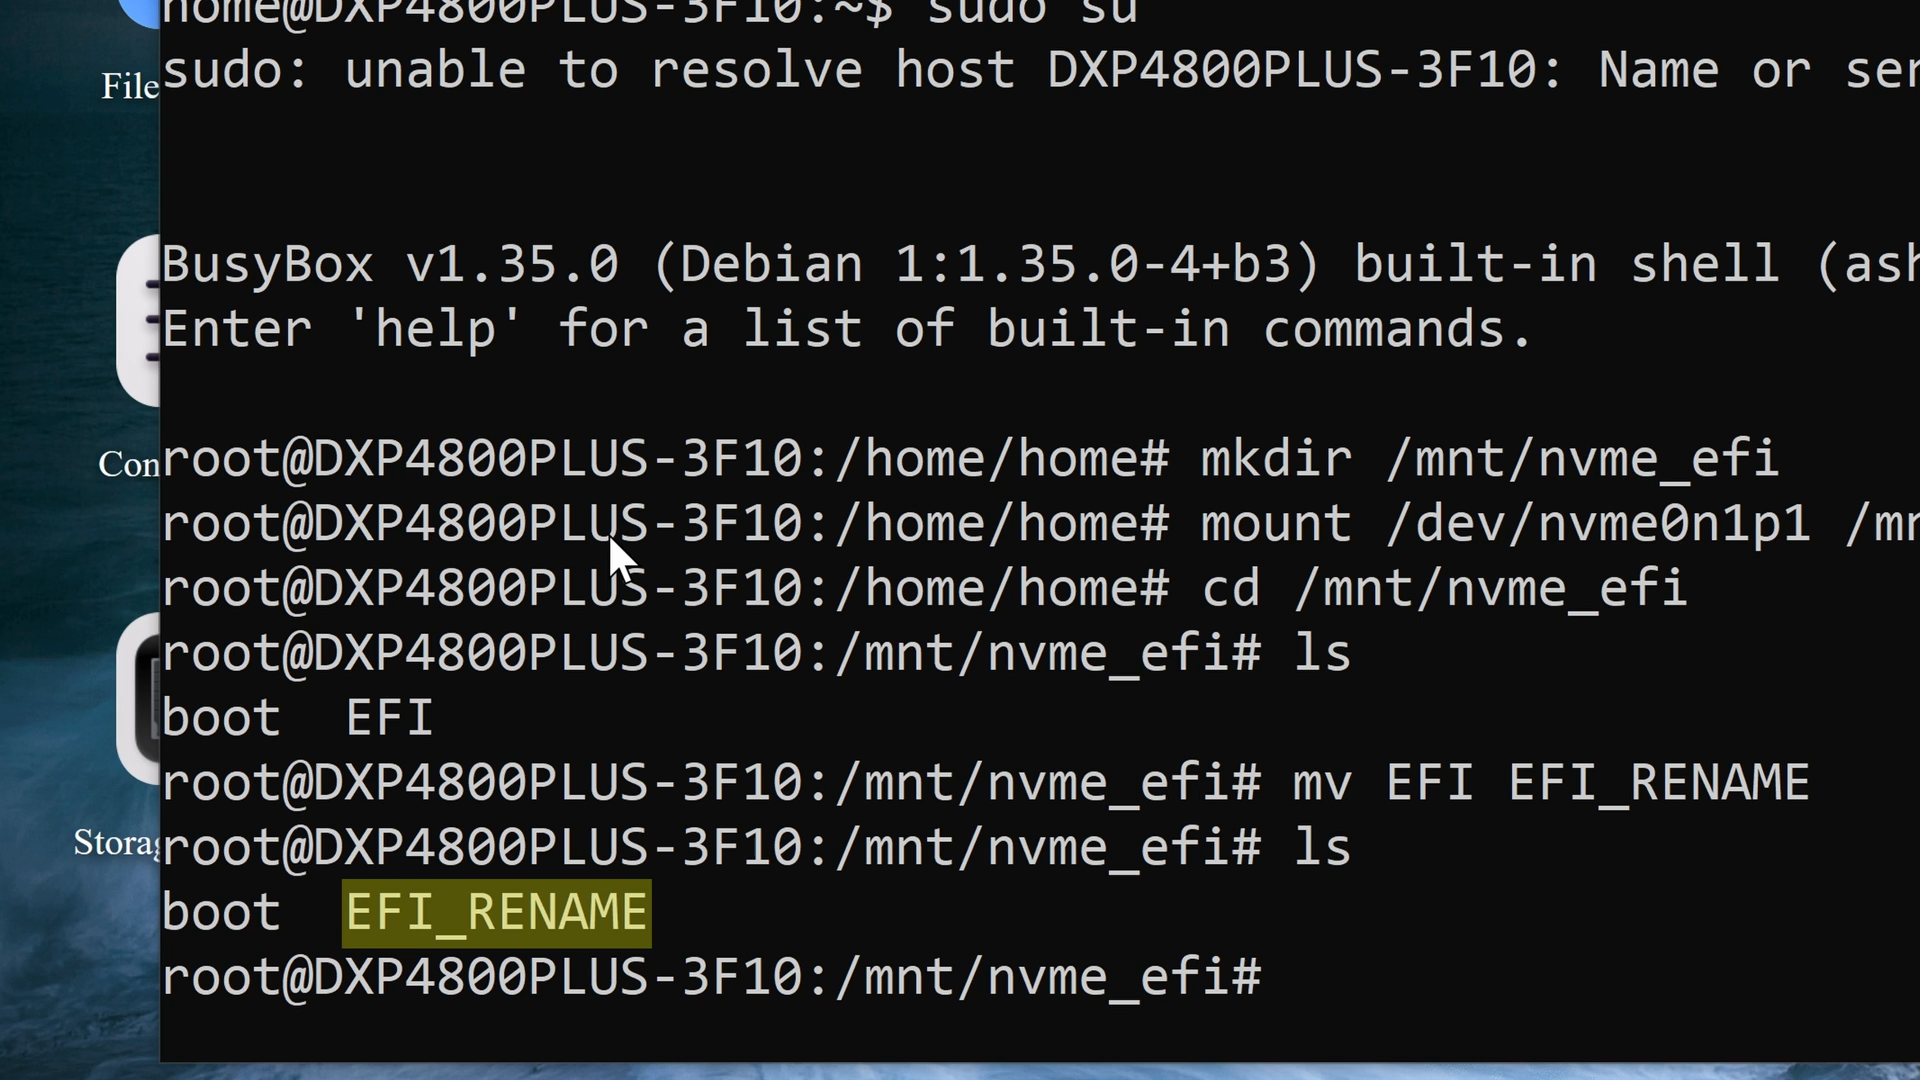 home@DXP4800PLUS-3F10:~$ sudo su
sudo: unable to resolve host DXP4800PLUS-3F10: Name or
File
BusyBox v1.35.0 (Debian 1:1.35.0-4+b3) built-in shell (ash
Enter 'help' for a list of built-in commands.
root@DXP4800PLUS-3F10:/home/home# mkdir /mnt/nvme_efi
Con
root@DXP4800PLUS-3F10:/home/home# mount /dev/nvme0n1p1
root@DXP4800PLUS-3F10:/home/home# cd /mnt/nvme_efi
root@DXP4800PLUS-3F10:/mnt/nvme_efi# ls
boot  EFI
root@DXP4800PLUS-3F10:/mnt/nvme_efi# mv EFI EFI_RENAME
Storag
root@DXP4800PLUS-3F10:/mnt/nvme_efi# ls
boot  EFI_RENAME
root@DXP4800PLUS-3F10:/mnt/nvme_efi#